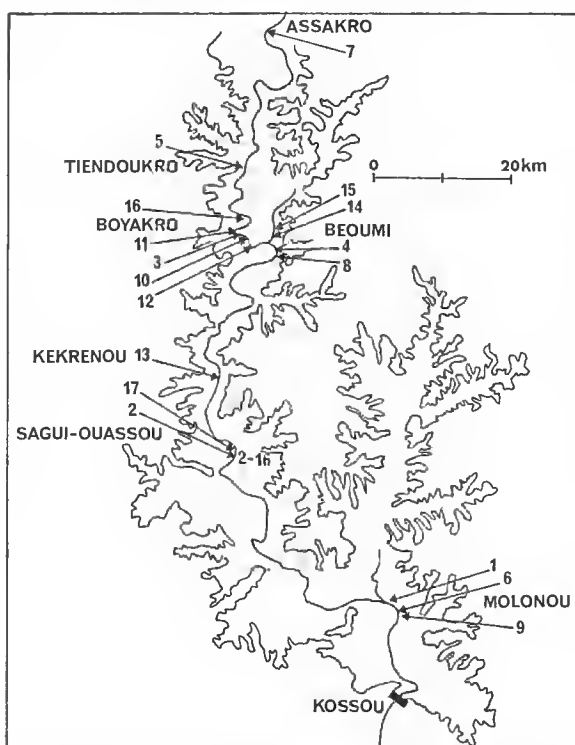 ASSAKRO
7
5
TIENDOUKRO
0 20km
16
15
14
BOYAKRO
BEOUMI
11
4
3
10
8
12
KEKRENOU 13
17
2
SAGUI-OUASSOU
2-16
1
6
MOLONOU
9
KOSSOU